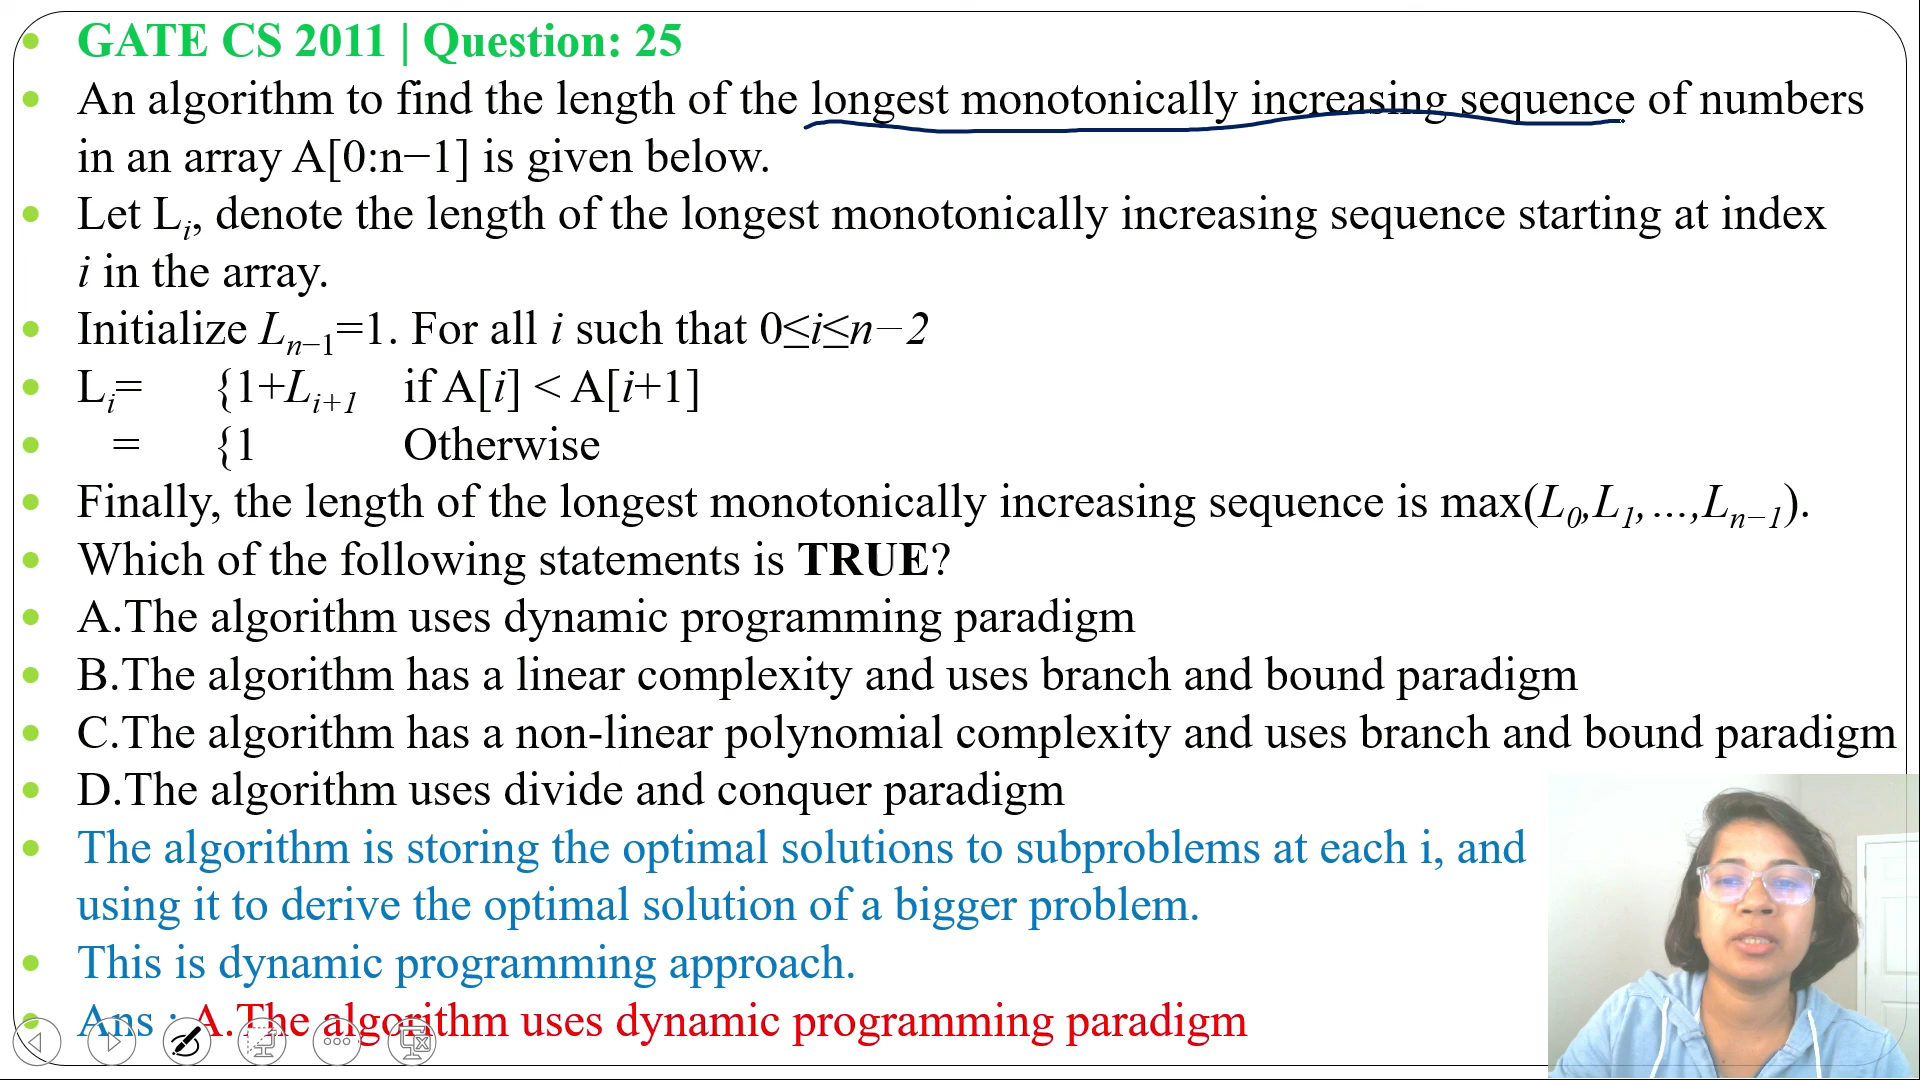 GATE CS 2011 | Question: 25
An algorithm to find the length of the longest monotonically increasing sequence of numbers
in an array A[0:n−1] is given below.
Let Li, denote the length of the longest monotonically increasing sequence starting at index
i in the array.
Initialize Ln−1=1. For all i such that 0≤i≤n−2
Li= {1+Li+1 if A[i] < A[i+1]
= {1 Otherwise
Finally, the length of the longest monotonically increasing sequence is max(L0,L1,...,Ln−1).
Which of the following statements is TRUE?
A.The algorithm uses dynamic programming paradigm
B.The algorithm has a linear complexity and uses branch and bound paradigm
C.The algorithm has a non-linear polynomial complexity and uses branch and bound paradigm
D.The algorithm uses divide and conquer paradigm
The algorithm is storing the optimal solutions to subproblems at each i, and
using it to derive the optimal solution of a bigger problem.
This is dynamic programming approach.
Ans : A.The algorithm uses dynamic programming paradigm